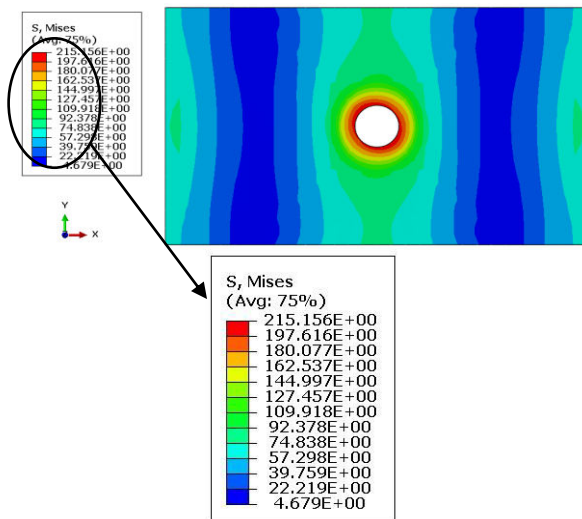 S, Mises
(Avg: 75%)
215.156E+00
197.616E+00
180.077E+00
162.537E+00
144.997E+00
127.457E+00
109.918E+00
92.378E+00
74.838E+00
57.298E+00
39.759E+00
22.219E+00
4.679E+00
Y
X
S, Mises
(Avg: 75%)
215.156E+00
197.616E+00
180.077E+00
162.537E+00
144.997E+00
127.457E+00
109.918E+00
92.378E+00
74.838E+00
57.298E+00
39.759E+00
22.219E+00
4.679E+00